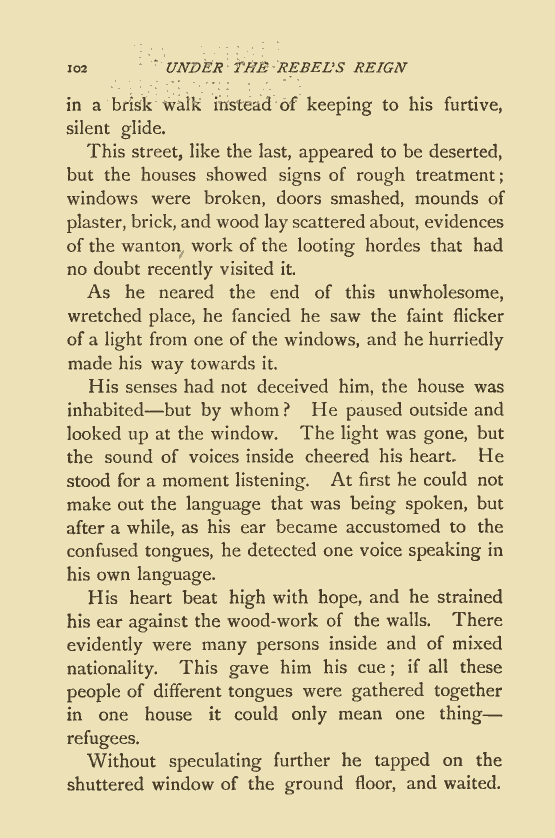 102 UNDER THE REBEL'S REIGN
in a brisk walk instead of keeping to his furtive,
silent glide.
This street, like the last, appeared to be deserted,
but the houses showed signs of rough treatment;
windows were broken, doors smashed, mounds of
plaster, brick, and wood lay scattered about, evidences
of the wanton work of the looting hordes that had
no doubt recently visited it.
As he neared the end of this unwholesome,
wretched place, he fancied he saw the faint flicker
of a light from one of the windows, and he hurriedly
made his way towards it.
His senses had not deceived him, the house was
inhabited—but by whom? He paused outside and
looked up at the window. The light was gone, but
the sound of voices inside cheered his heart. He
stood for a moment listening. At first he could not
make out the language that was being spoken, but
after a while, as his ear became accustomed to the
confused tongues, he detected one voice speaking in
his own language.
His heart beat high with hope, and he strained
his ear against the wood-work of the walls. There
evidently were many persons inside and of mixed
nationality. This gave him his cue; if all these
people of different tongues were gathered together
in one house it could only mean one thing—
refugees.
Without speculating further he tapped on the
shuttered window of the ground floor, and waited.